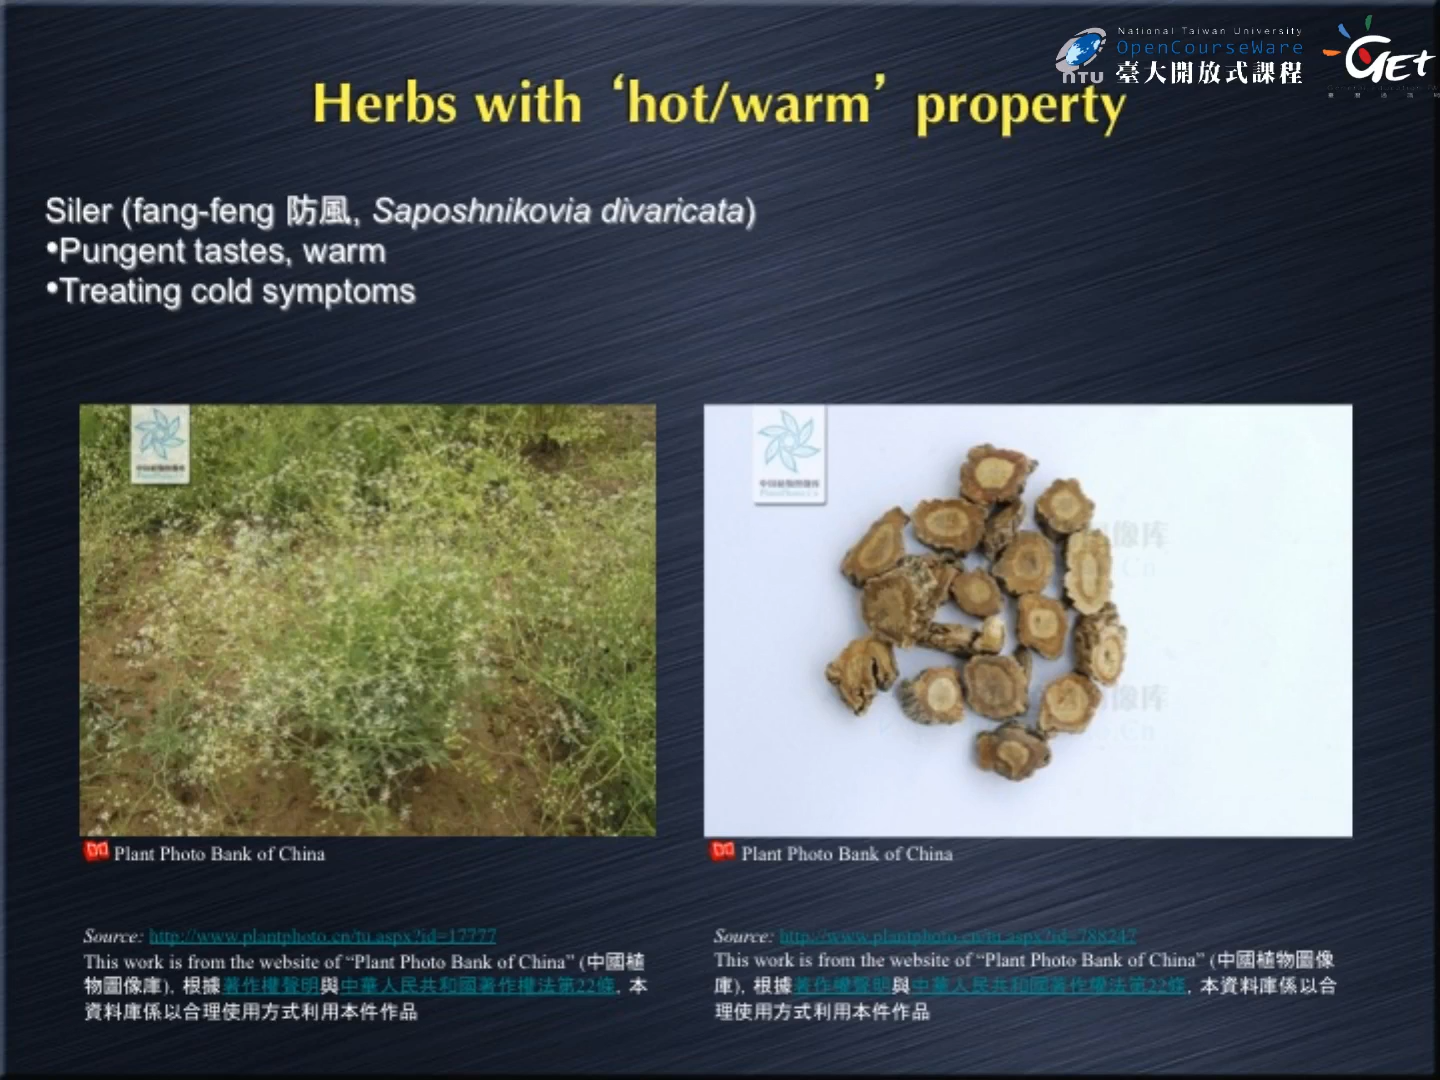 National Taiwan University
OpenCourseWare
NTU 臺大開放式課程
GET
Herbs with ‘hot/warm’ property
Siler (fang-feng 防風, Saposhnikovia divaricata)
•Pungent tastes, warm
•Treating cold symptoms
Plant Photo Bank of China
Plant Photo Bank of China
Source: http://www.plantphoto.cn/tu.aspx?id=17777
This work is from the website of “Plant Photo Bank of China” (中國植
物圖像庫), 根據著作權聲明與中華人民共和國著作權法第22條, 本
資料庫係以合理使用方式利用本件作品
Source: http://www.plantphoto.cn/tu.aspx?id=788247
This work is from the website of “Plant Photo Bank of China” (中國植物圖像
庫), 根據著作權聲明與中華人民共和國著作權法第22條, 本資料庫係以合
理使用方式利用本件作品